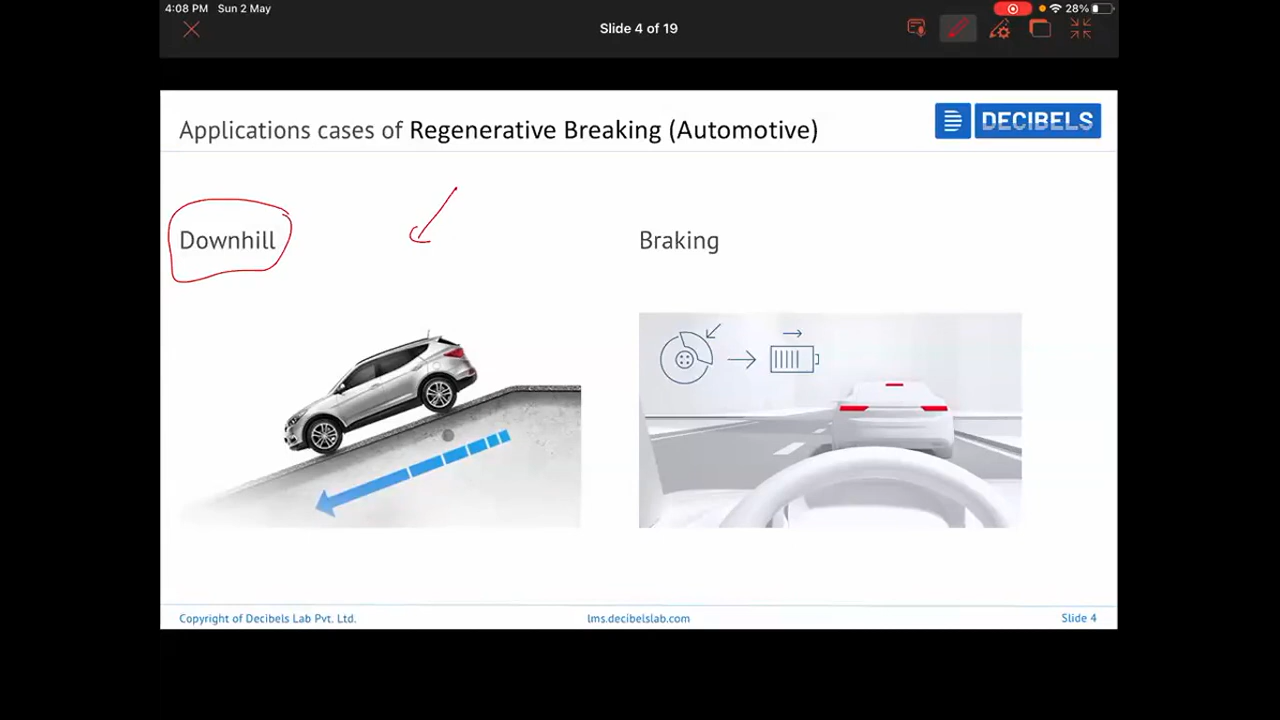 4:08 PM Sun 2 May
28%
Slide 4 of 19
Applications cases of Regenerative Breaking (Automotive)
DECIBELS
Downhill
Braking
Copyright of Decibels Lab Pvt. Ltd.
lms.decibelslab.com
Slide 4